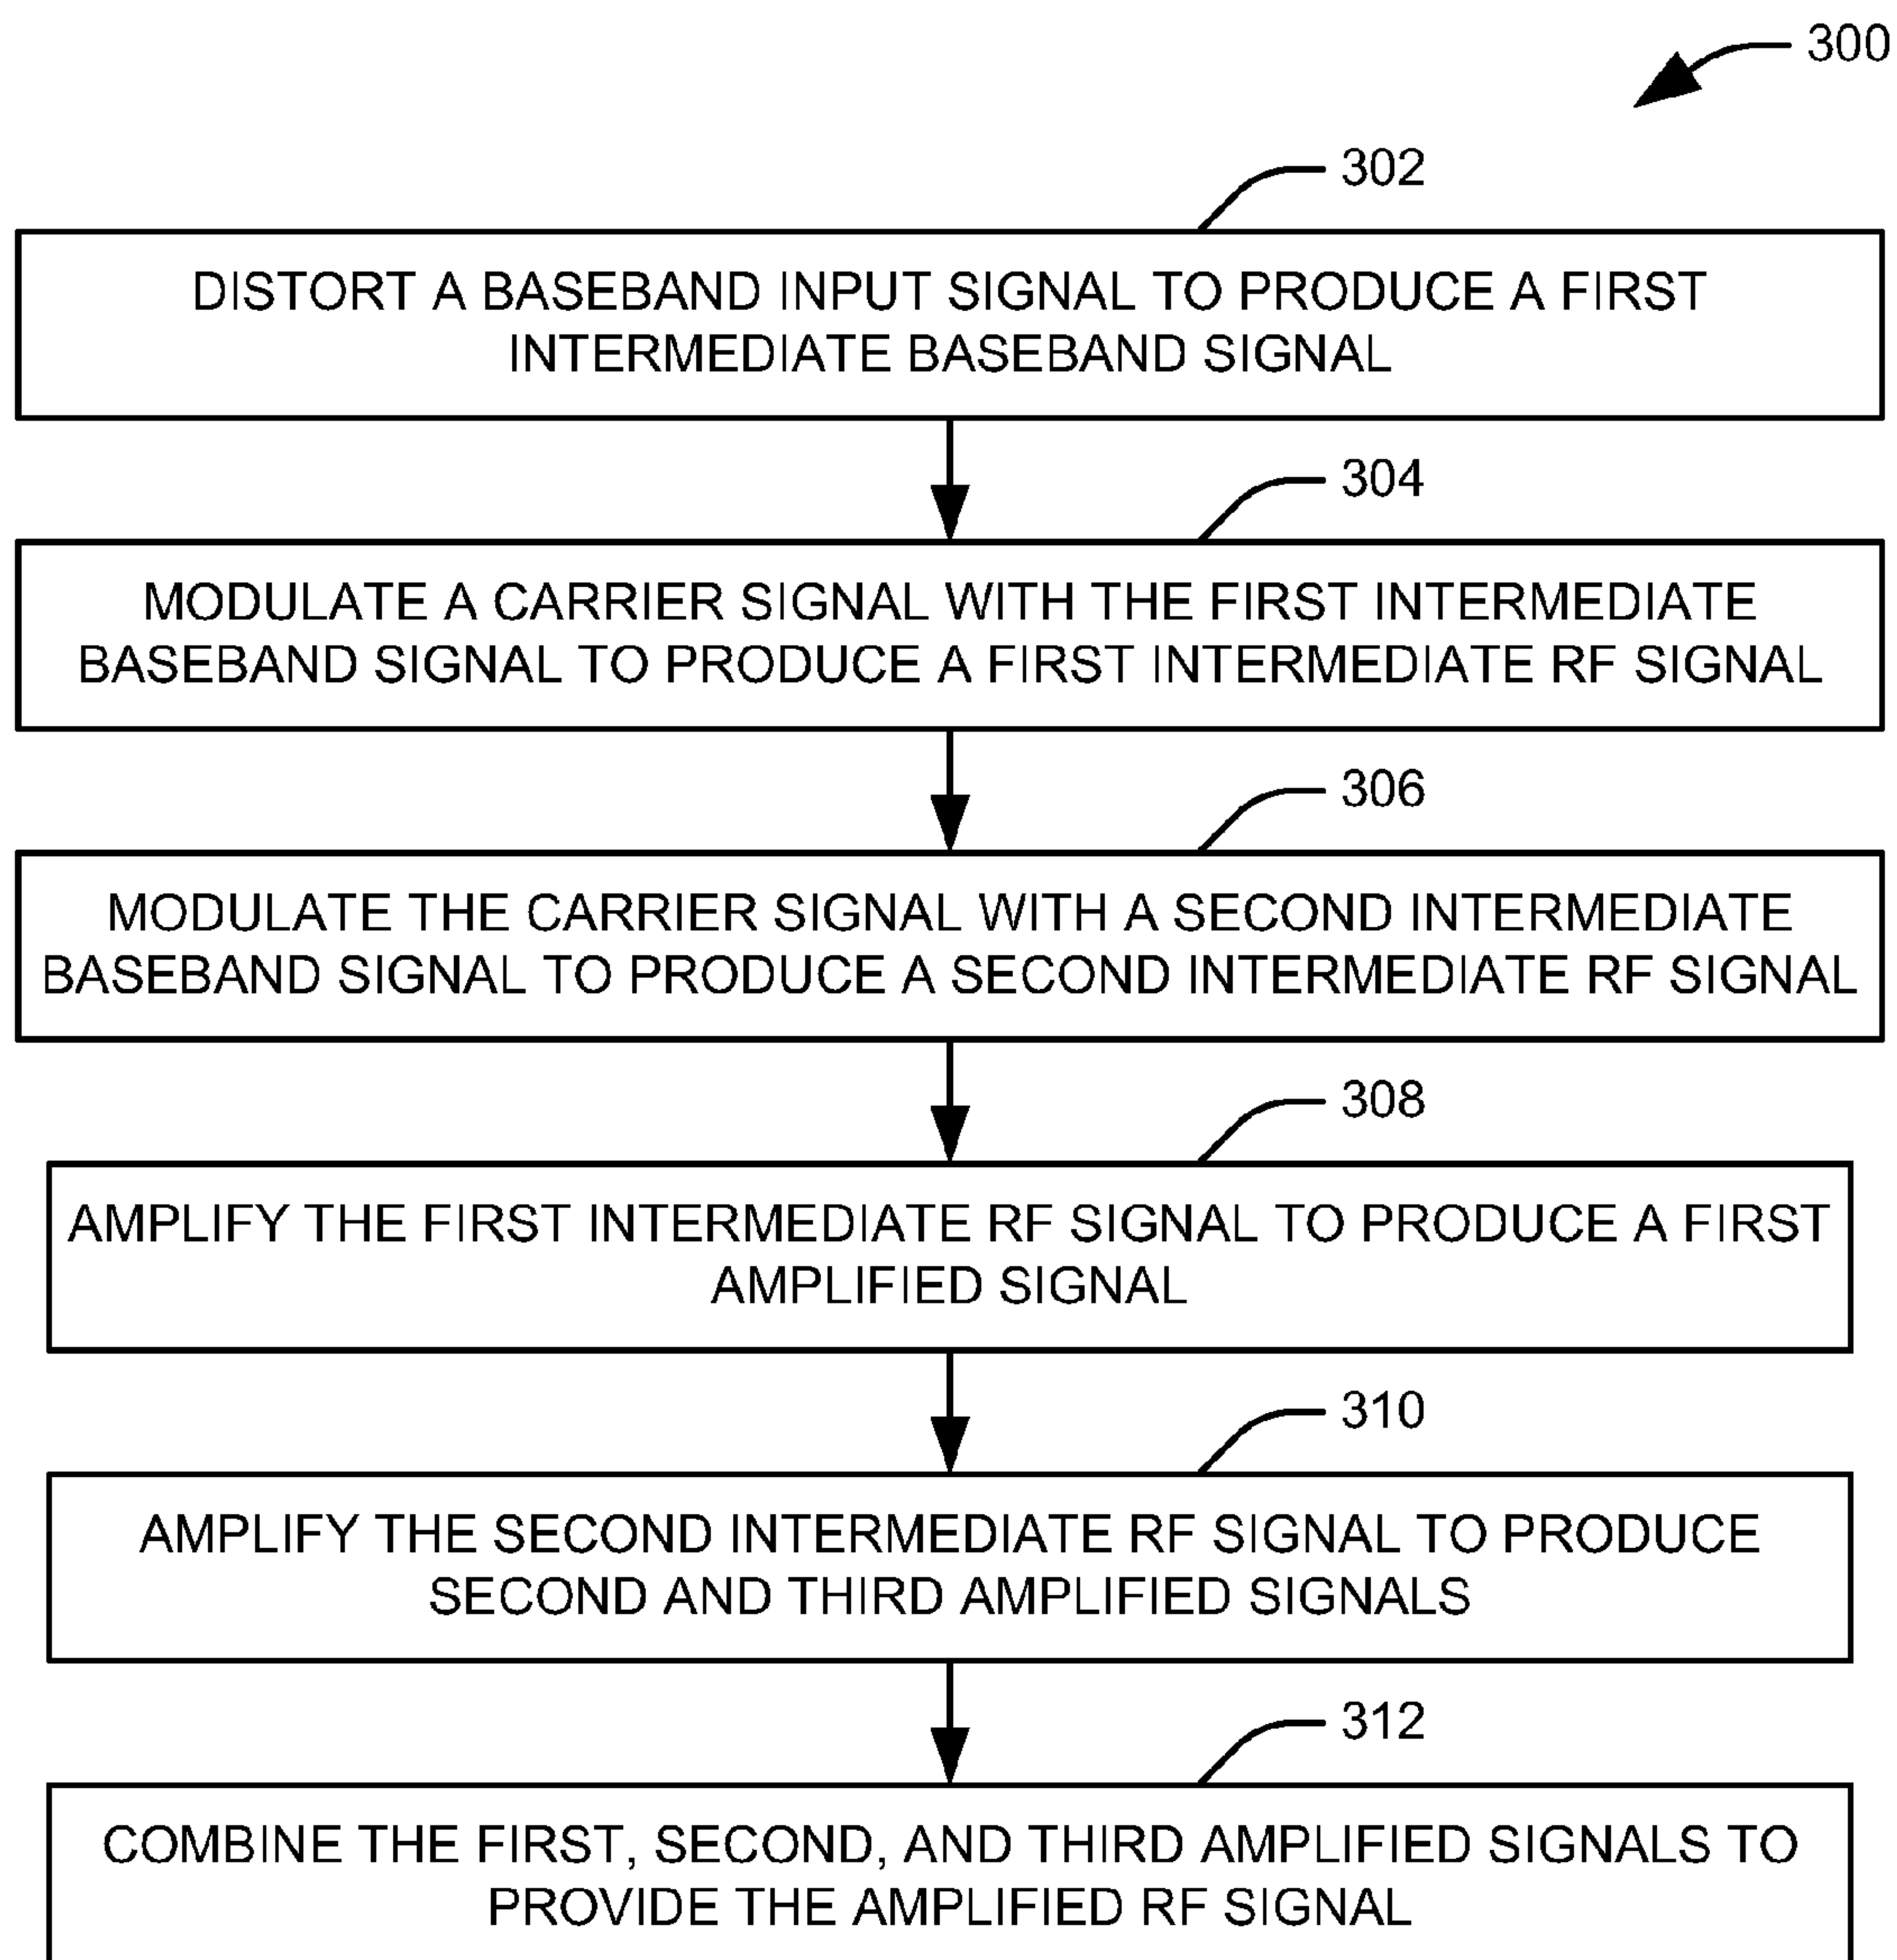 300
302
DISTORT A BASEBAND INPUT SIGNAL TO PRODUCE A FIRST
INTERMEDIATE BASEBAND SIGNAL
304
MODULATE A CARRIER SIGNAL WITH THE FIRST INTERMEDIATE
BASEBAND SIGNAL TO PRODUCE A FIRST INTERMEDIATE RF SIGNAL
306
MODULATE THE CARRIER SIGNAL WITH A SECOND INTERMEDIATE
BASEBAND SIGNAL TO PRODUCE A SECOND INTERMEDIATE RF SIGNAL
308
AMPLIFY THE FIRST INTERMEDIATE RF SIGNAL TO PRODUCE A FIRST
AMPLIFIED SIGNAL
310
AMPLIFY THE SECOND INTERMEDIATE RF SIGNAL TO PRODUCE
SECOND AND THIRD AMPLIFIED SIGNALS
312
COMBINE THE FIRST, SECOND, AND THIRD AMPLIFIED SIGNALS TO
PROVIDE THE AMPLIFIED RF SIGNAL